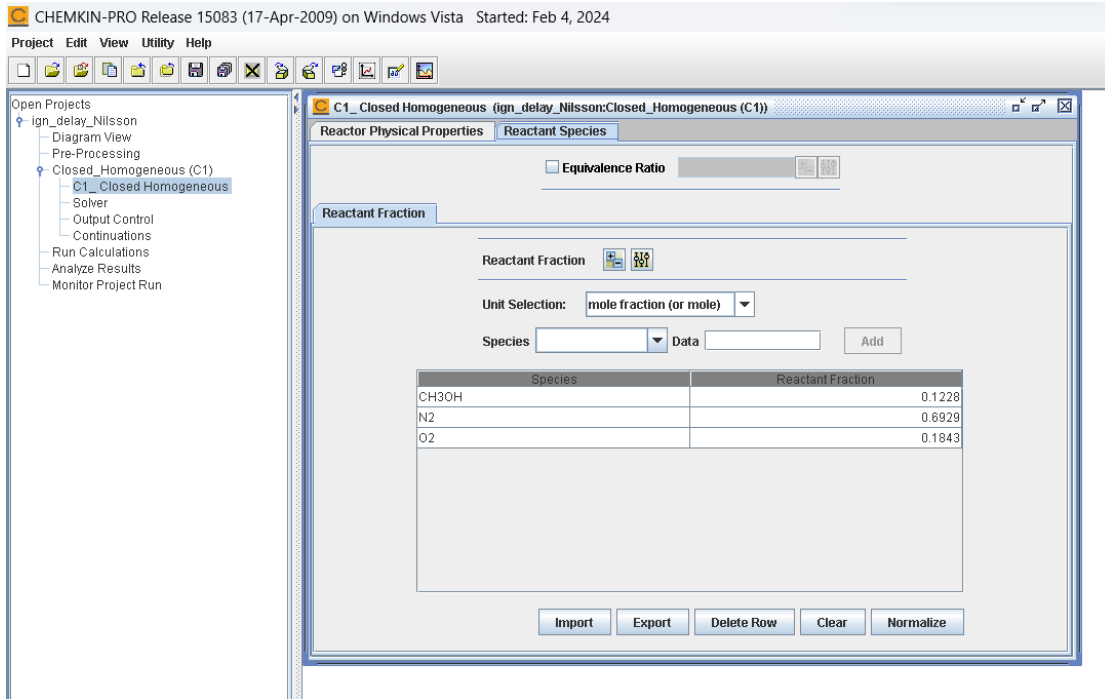 CHEMKIN-PRO Release 15083 (17-Apr-2009) on Windows Vista Started: Feb 4, 2024
Project Edit View Utility Help
Open Projects
ign_delay_Nilsson
Diagram View
Pre-Processing
Closed_Homogeneous (C1)
C1_ Closed Homogeneous
Solver
Output Control
Continuations
Run Calculations
Analyze Results
Monitor Project Run
C1_ Closed Homogeneous (ign_delay_Nilsson:Closed_Homogeneous (C1))
Reactor Physical Properties Reactant Species
Equivalence Ratio
Reactant Fraction
Reactant Fraction
Unit Selection: mole fraction (or mole)
Species Data Add
Species Reactant Fraction
CH3OH 0.1228
N2 0.6929
O2 0.1843
Import Export Delete Row Clear Normalize